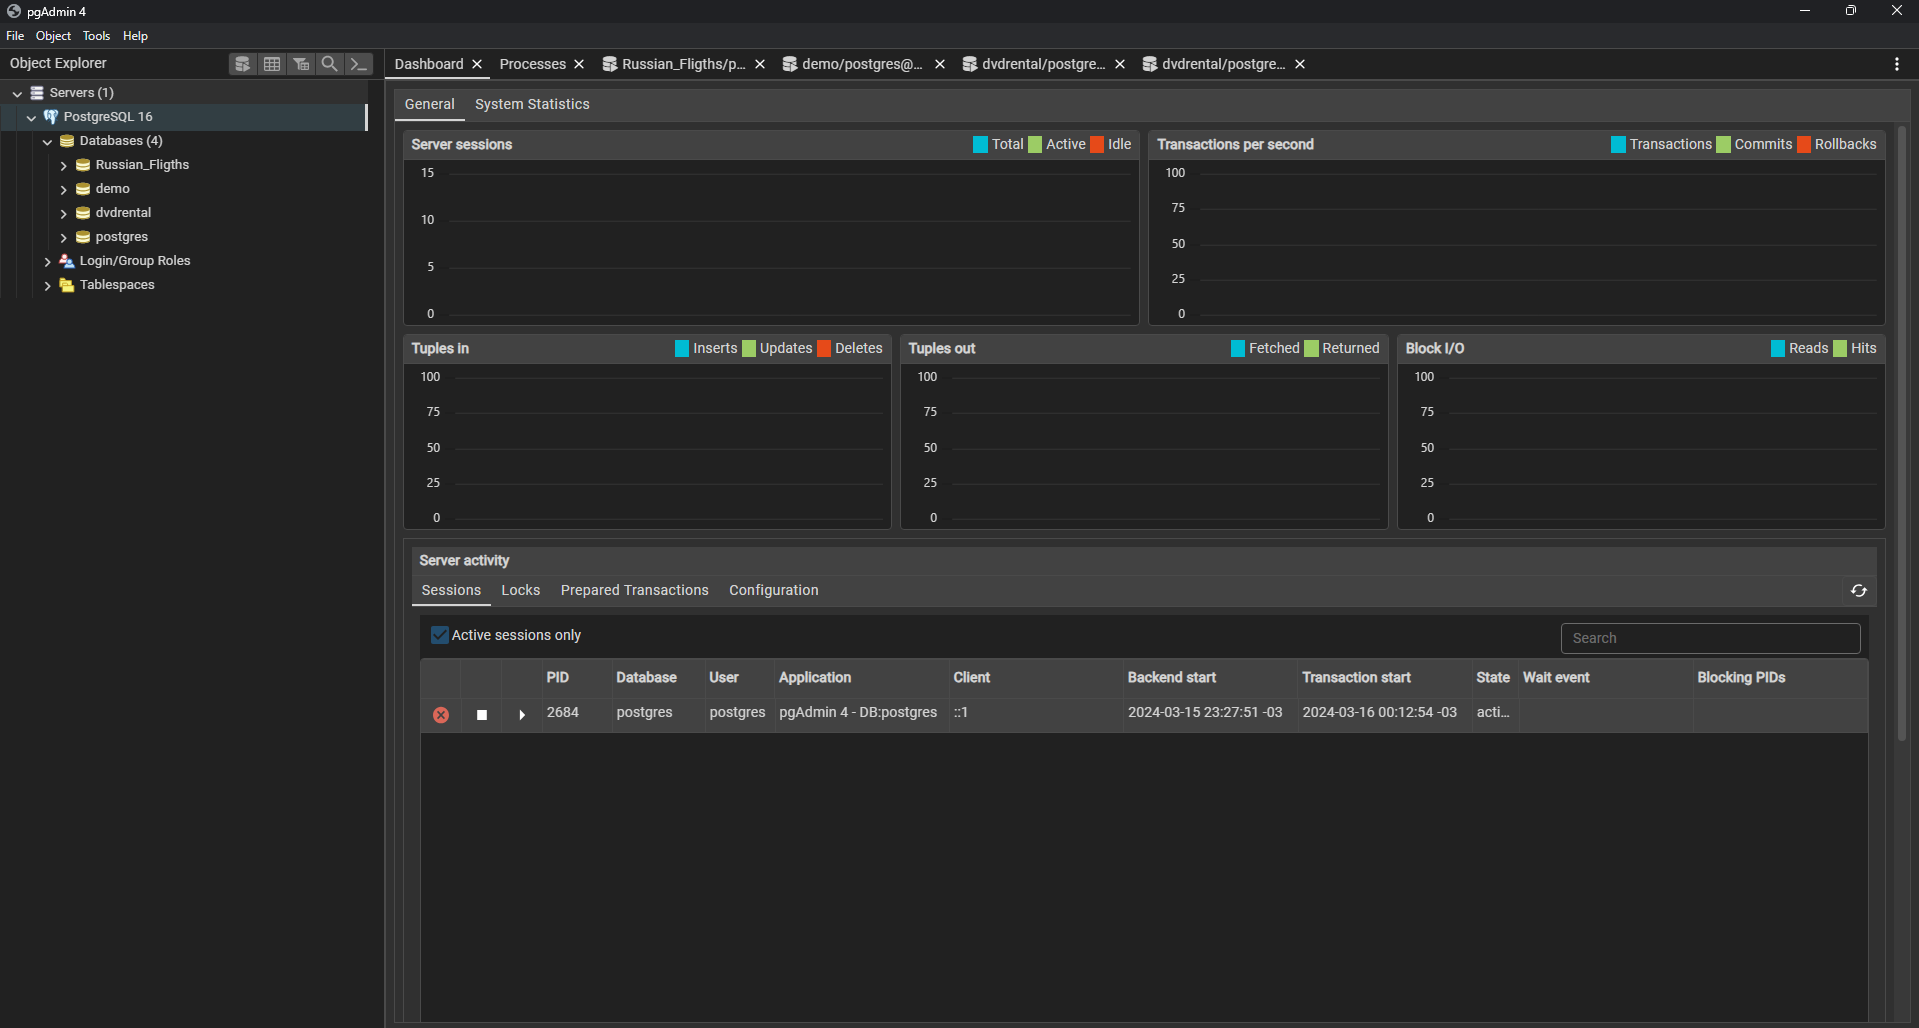 pgAdmin 4
File Object Tools Help
Object Explorer
Dashboard Processes Russian_Fligths/p... demo/postgres@... dvdrental/postgre... dvdrental/postgre...
Servers (1)
PostgreSQL 16
Databases (4)
Russian_Fligths
demo
dvdrental
postgres
Login/Group Roles
Tablespaces
General System Statistics
Server sessions Total Active Idle
15
10
5
0
Transactions per second Transactions Commits Rollbacks
100
75
50
25
0
Tuples in Inserts Updates Deletes
100
75
50
25
0
Tuples out Fetched Returned
100
75
50
25
0
Block I/O Reads Hits
100
75
50
25
0
Server activity
Sessions Locks Prepared Transactions Configuration
Active sessions only
Search
PID Database User Application Client Backend start Transaction start State Wait event Blocking PIDs
2684 postgres postgres pgAdmin 4 - DB:postgres ::1 2024-03-15 23:27:51 -03 2024-03-16 00:12:54 -03 acti...